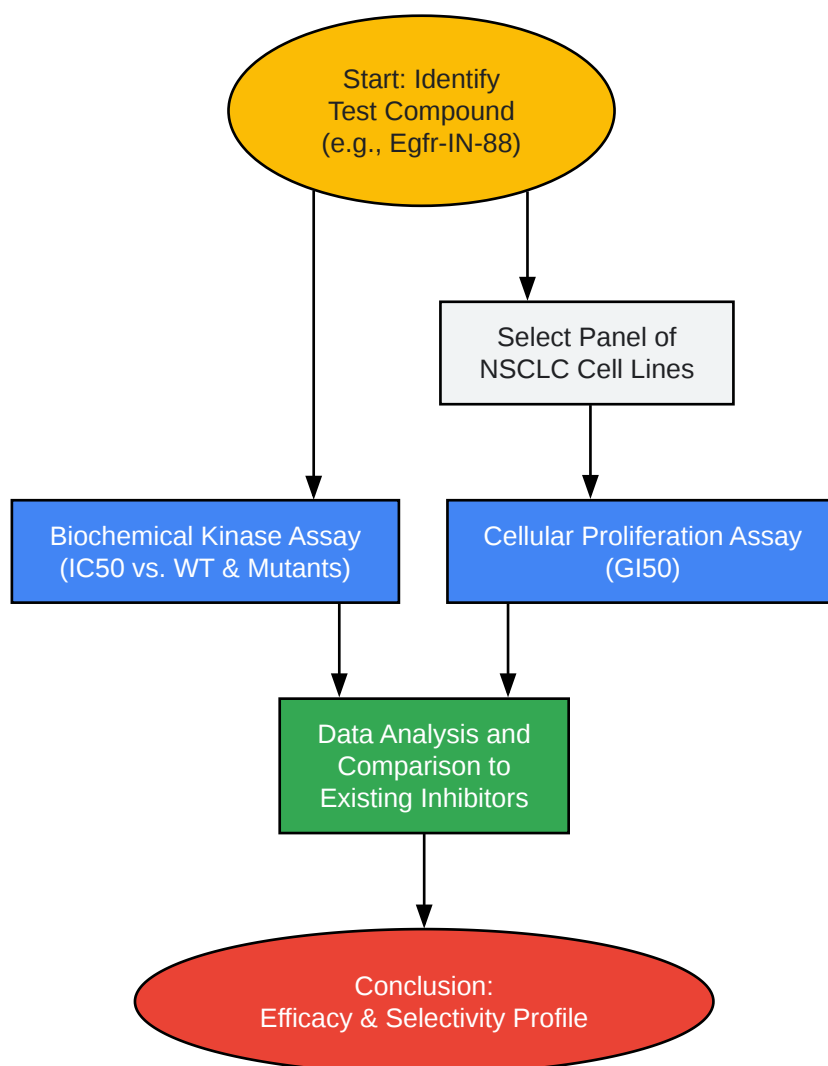 Start: Identify
Test Compound
(e.g., Egfr-IN-88)
Select Panel of
NSCLC Cell Lines
Biochemical Kinase Assay
(IC50 vs. WT & Mutants)
Cellular Proliferation Assay
(GI50)
Data Analysis and
Comparison to
Existing Inhibitors
Conclusion:
Efficacy & Selectivity Profile